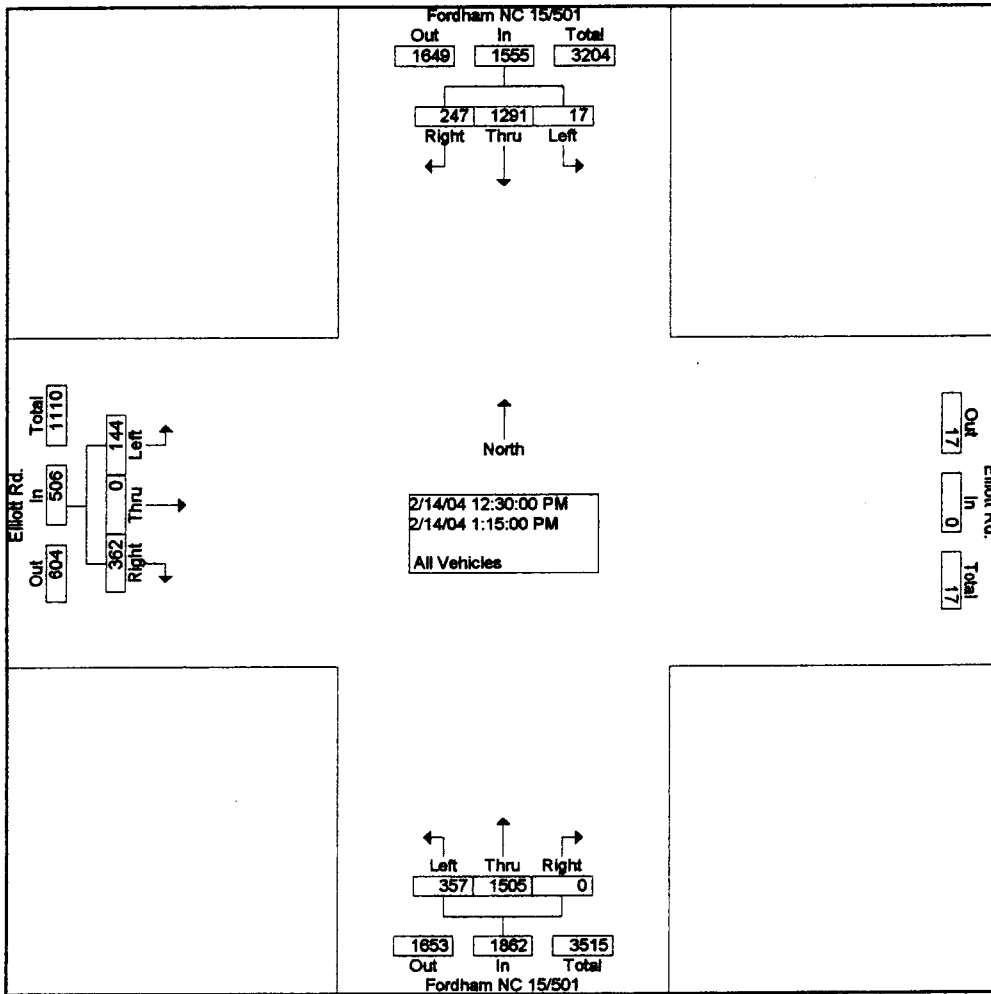 Fordham NC 15/501
Out In Total
1649 1555 3204
247 1291 17
Right Thru Left
Elliott Rd.
Total In Out
1110 506 604
144 0 362
Left Thru Right
North
2/14/04 12:30:00 PM
2/14/04 1:15:00 PM
All Vehicles
Out In Total
17 0 17
Elliott Rd.
Left Thru Right
357 1505 0
1653 1862 3515
Out In Total
Fordham NC 15/501